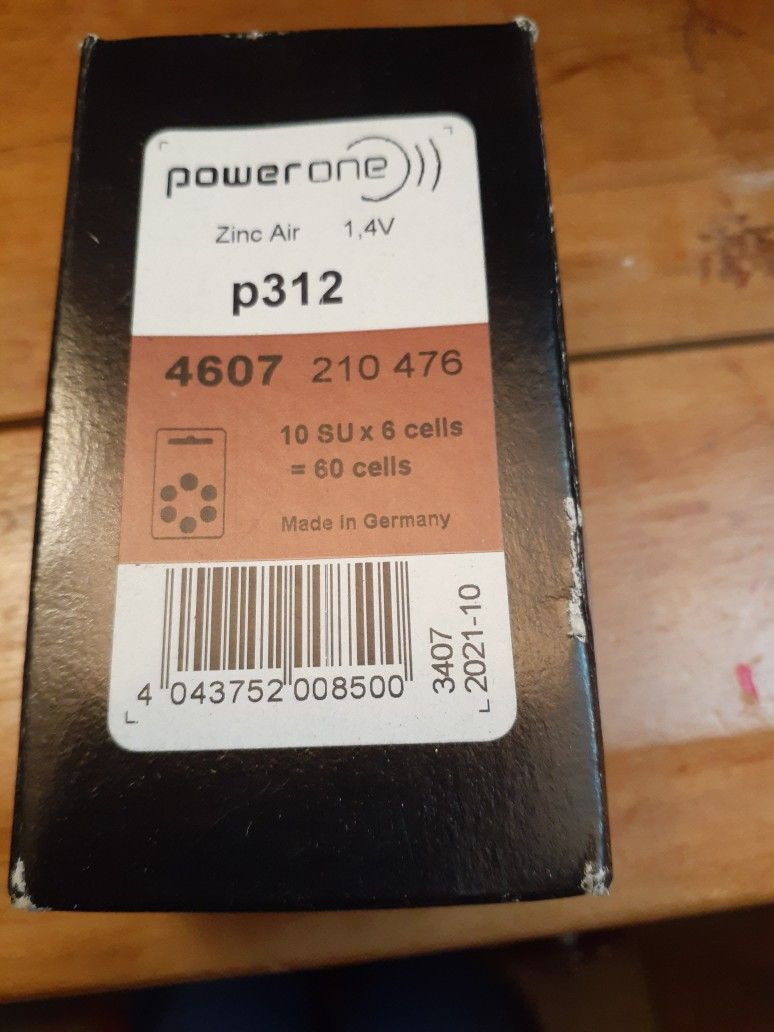 powerone
Zinc Air 1,4V
p312
4607 210 476
10 SU x 6 cells
= 60 cells
Made in Germany
4 043752 008500
3407
2021-10